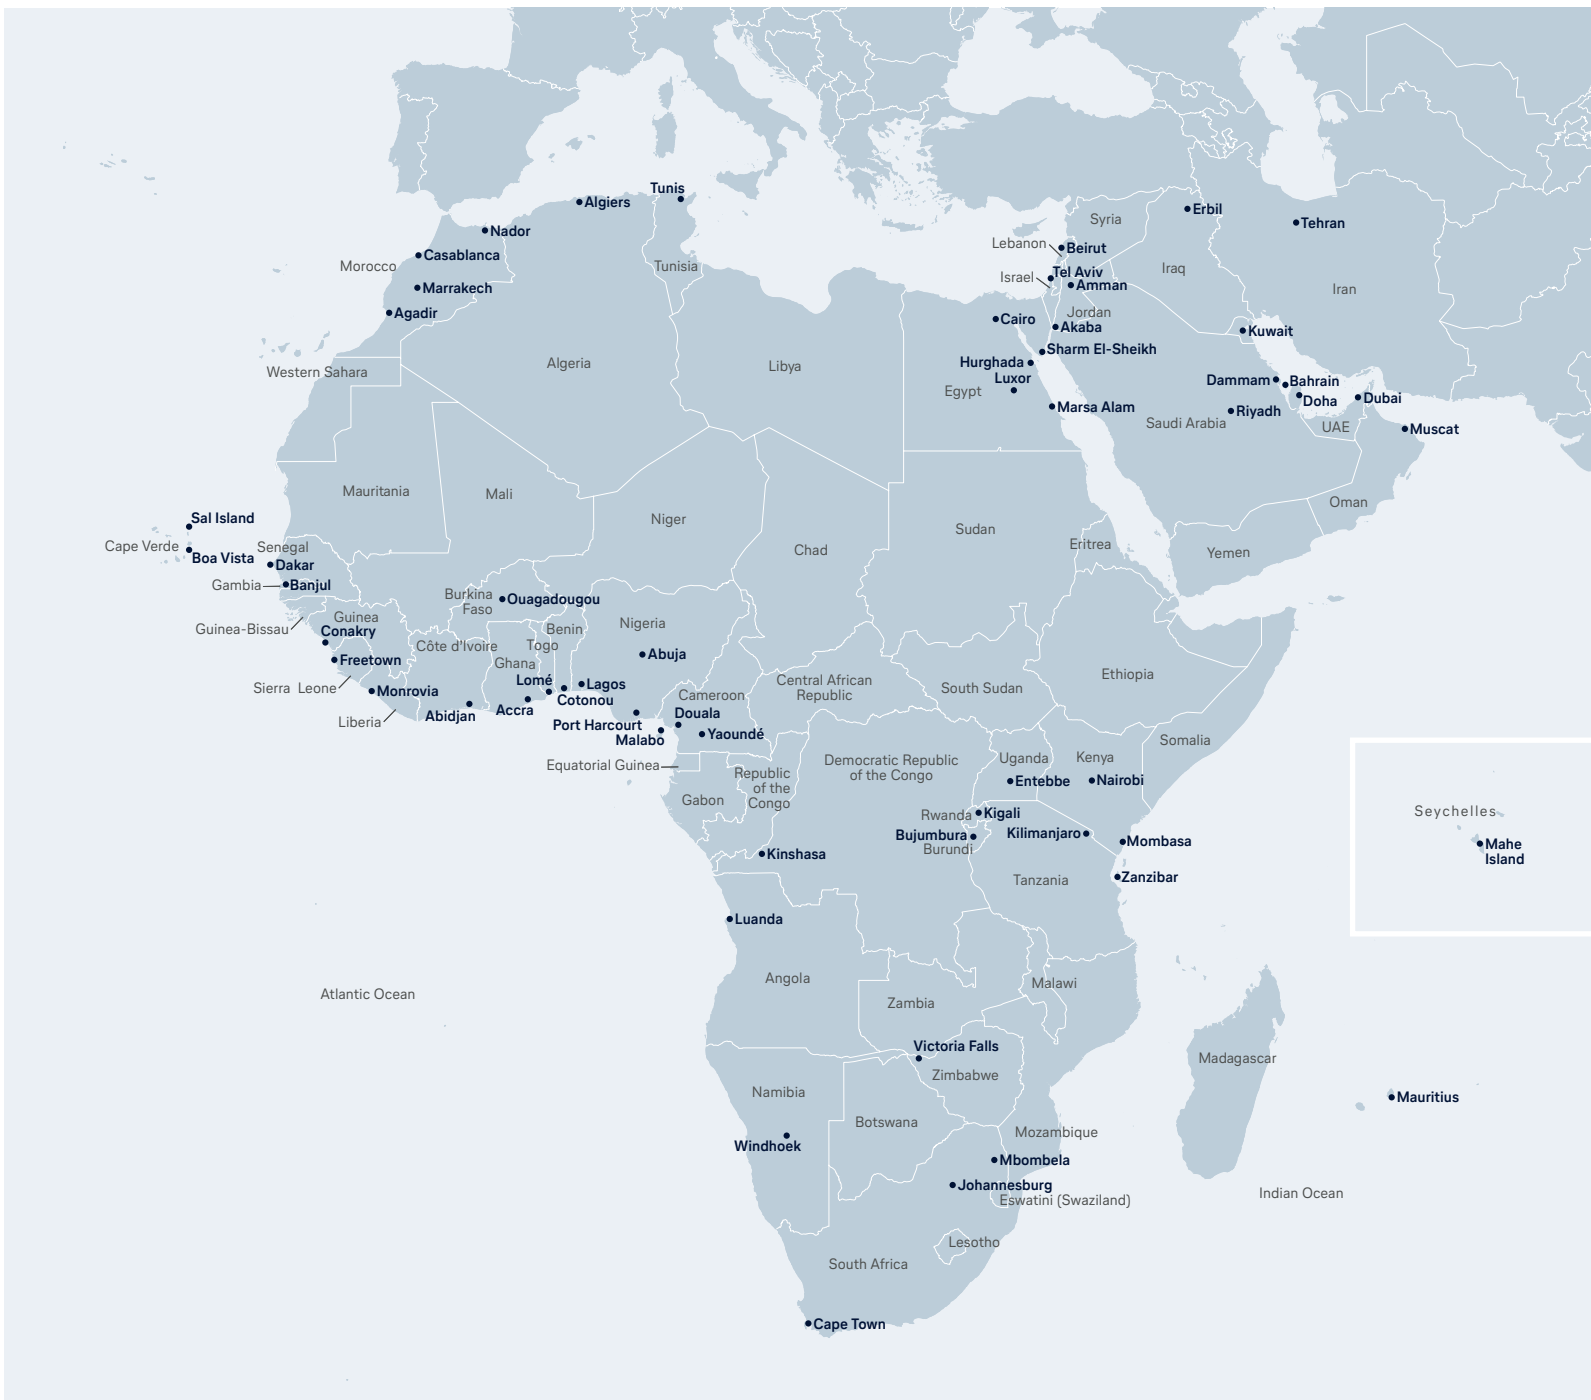 Tunis
Algiers
Erbil
Syria
Tehran
Nador
Lebanon
Beirut
Casablanca
Morocco
Tunisia
Iraq
Tel Aviv
Israel
Amman
Marrakech
Iran
Agadir
Jordan
Cairo
Akaba
Kuwait
Sharm El-Sheikh
Hurghada
Algeria
Libya
Western Sahara
Luxor
Dammam
Bahrain
Egypt
Doha
Dubai
Marsa Alam
Riyadh
Saudi Arabia
UAE
Muscat
Mauritania
Mali
Oman
Sal Island
Niger
Sudan
Cape Verde
Senegal
Chad
Eritrea
Yemen
Boa Vista
Dakar
Gambia
Banjul
Burkina
Faso
Ouagadougou
Guinea
Guinea-Bissau
Conakry
Benin
Nigeria
Côte d'Ivoire
Togo
Freetown
Ghana
Abuja
Ethiopia
Central African
Republic
South Sudan
Sierra Leone
Monrovia
Lomé
Lagos
Cotonou
Cameroon
Liberia
Abidjan
Accra
Douala
Port Harcourt
Malabo
Yaoundé
Somalia
Equatorial Guinea
Democratic Republic
of the Congo
Uganda
Kenya
Republic
of the
Congo
Entebbe
Nairobi
Gabon
Rwanda
Kigali
Seychelles
Bujumbura
Burundi
Kilimanjaro
Mombasa
Mahe
Island
Kinshasa
Tanzania
Zanzibar
Luanda
Angola
Malawi
Atlantic Ocean
Zambia
Victoria Falls
Madagascar
Zimbabwe
Namibia
Mauritius
Botswana
Mozambique
Windhoek
Mbombela
Johannesburg
Eswatini (Swaziland)
Indian Ocean
Lesotho
South Africa
Cape Town